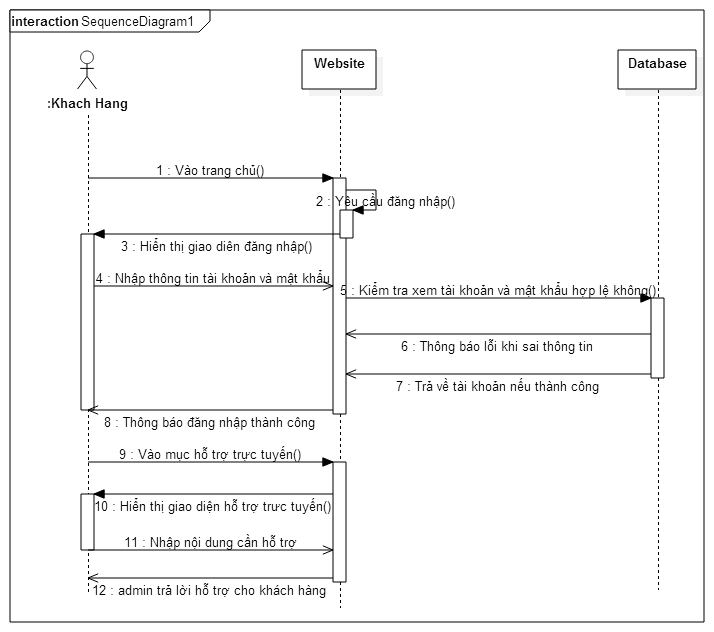 interaction SequenceDiagram1
Website
Database
:Khach Hang
1 : Vào trang chủ()
2 : Yêu cầu đăng nhập()
3 : Hiển thị giao diên đăng nhập()
4 : Nhập thông tin tài khoản và mật khẩu
5 : Kiểm tra xem tài khoản và mật khẩu hợp lệ không()
6 : Thông báo lỗi khi sai thông tin
7 : Trả về tài khoản nếu thành công
8 : Thông báo đăng nhập thành công
9 : Vào mục hỗ trợ trực tuyến()
10 : Hiển thị giao diện hỗ trợ trưc tuyến()
11 : Nhập nội dung cần hỗ trợ
12 : admin trả lời hỗ trợ cho khách hàng